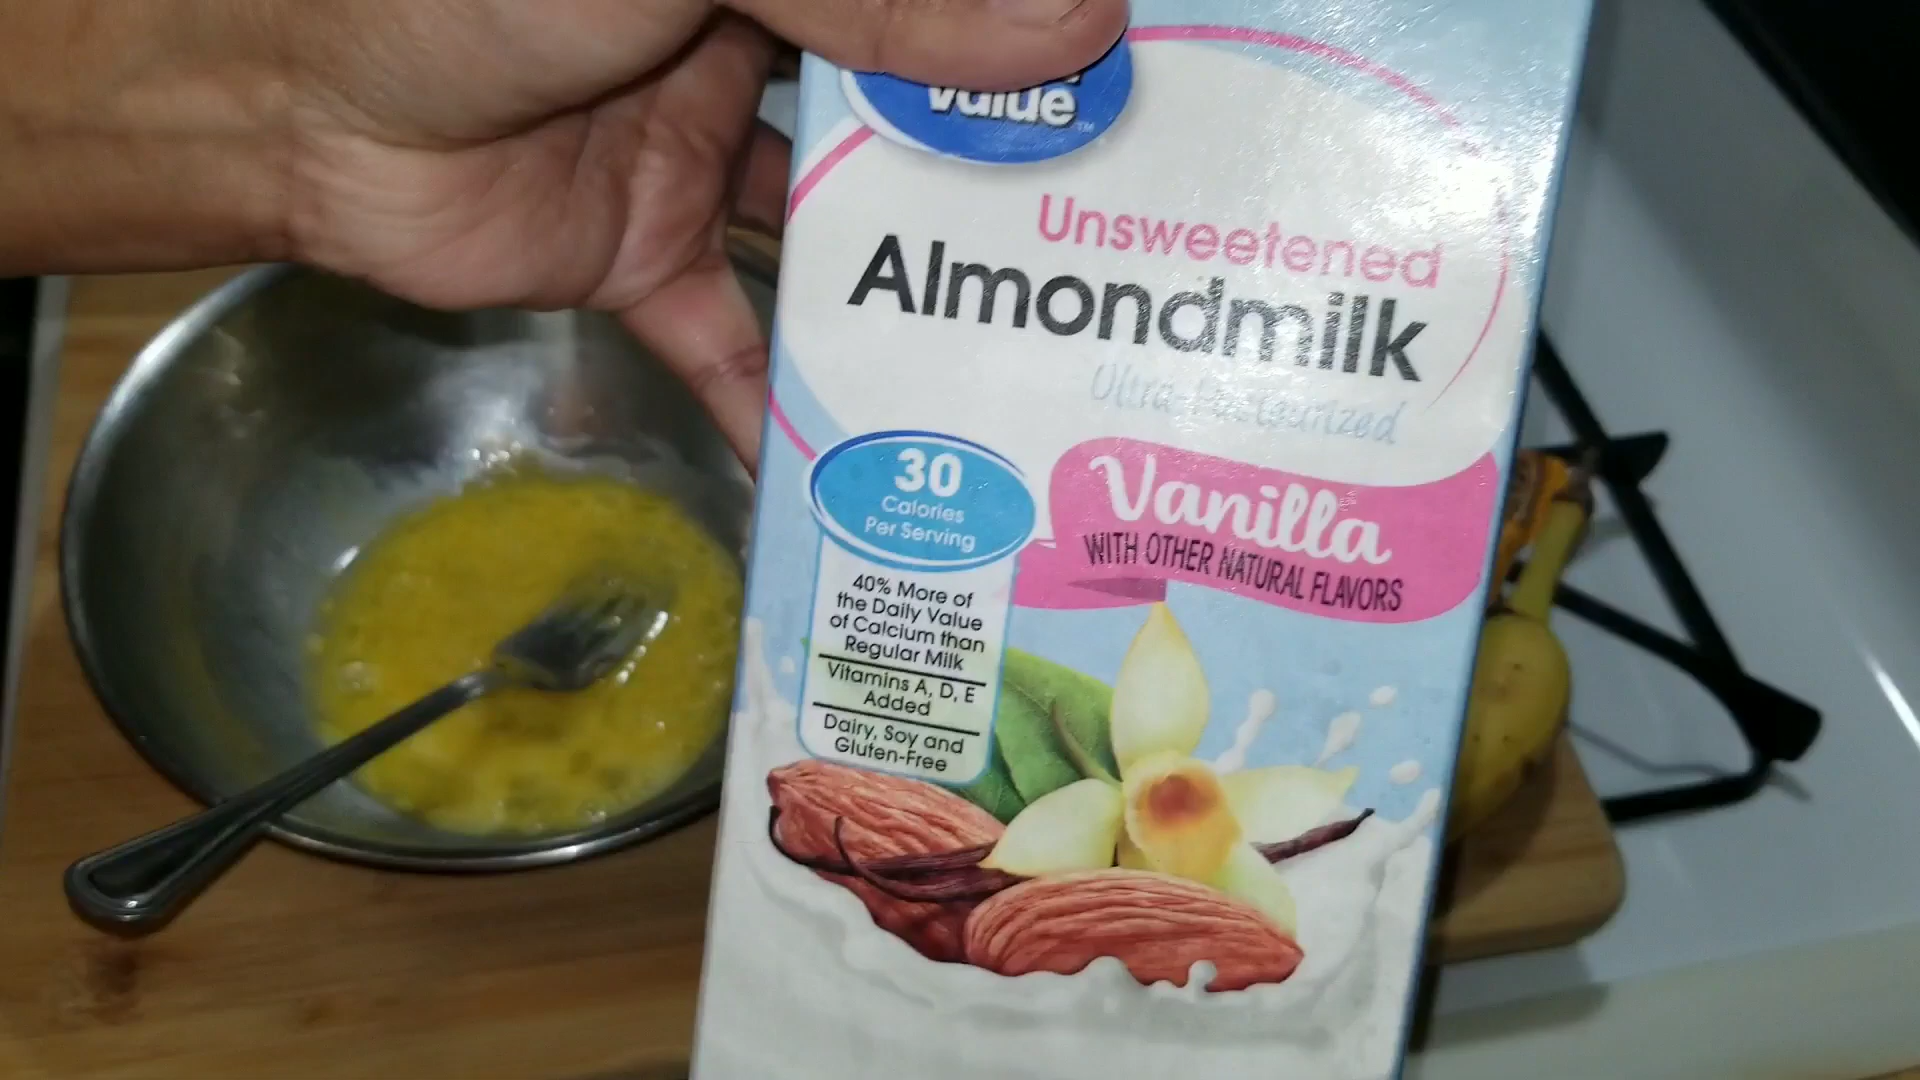 Value
TM
Unsweetened
Almondmilk
Ultra-Pasteurized
Vanilla
WITH OTHER NATURAL FLAVORS
30
Calories
Per Serving
40% More of
the Daily Value
of Calcium than
Regular Milk
Vitamins A, D, E
Added
Dairy, Soy and
Gluten-Free